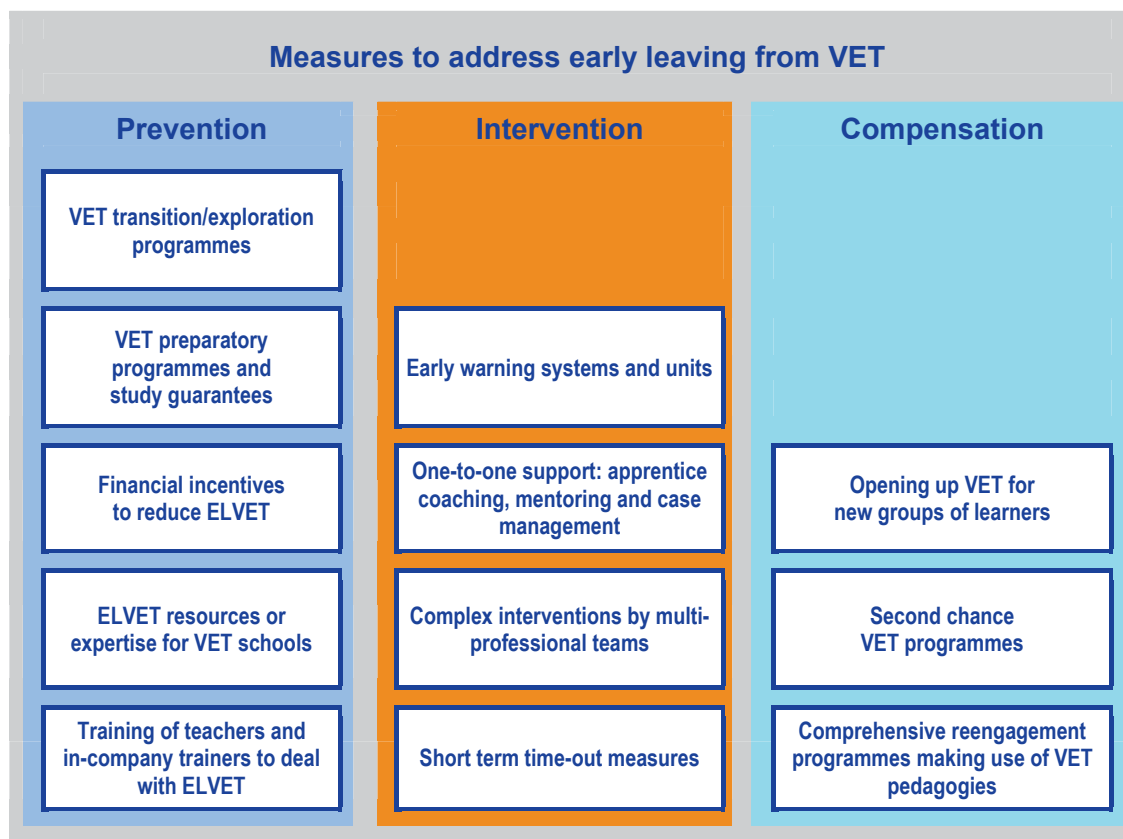 Measures to address early leaving from VET
Prevention
VET transition/exploration
programmes
VET preparatory
programmes and
study guarantees
Financial incentives
to reduce ELVET
ELVET resources or
expertise for VET schools
Training of teachers and
in-company trainers to deal
with ELVET
Intervention
Early warning systems and units
One-to-one support: apprentice
coaching, mentoring and case
management
Complex interventions by multi-
professional teams
Short term time-out measures
Compensation
Opening up VET for
new groups of learners
Second chance
VET programmes
Comprehensive reengagement
programmes making use of VET
pedagogies